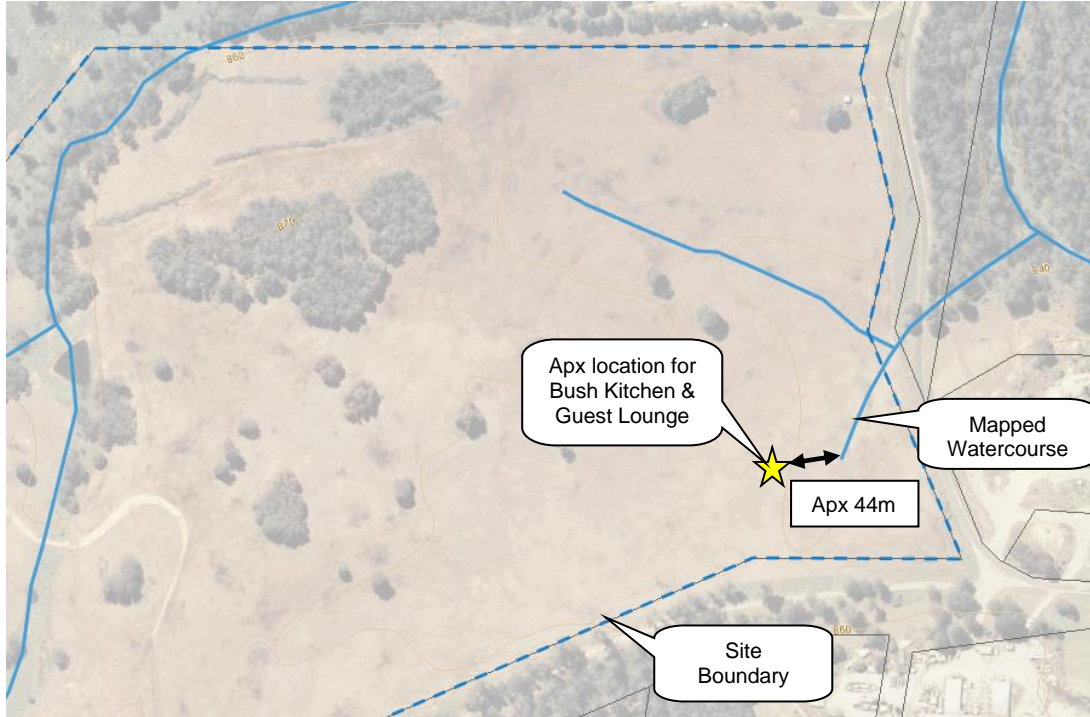 860
870
840
Apx location for
Bush Kitchen &
Guest Lounge
Mapped
Watercourse
Apx 44m
860
Site
Boundary